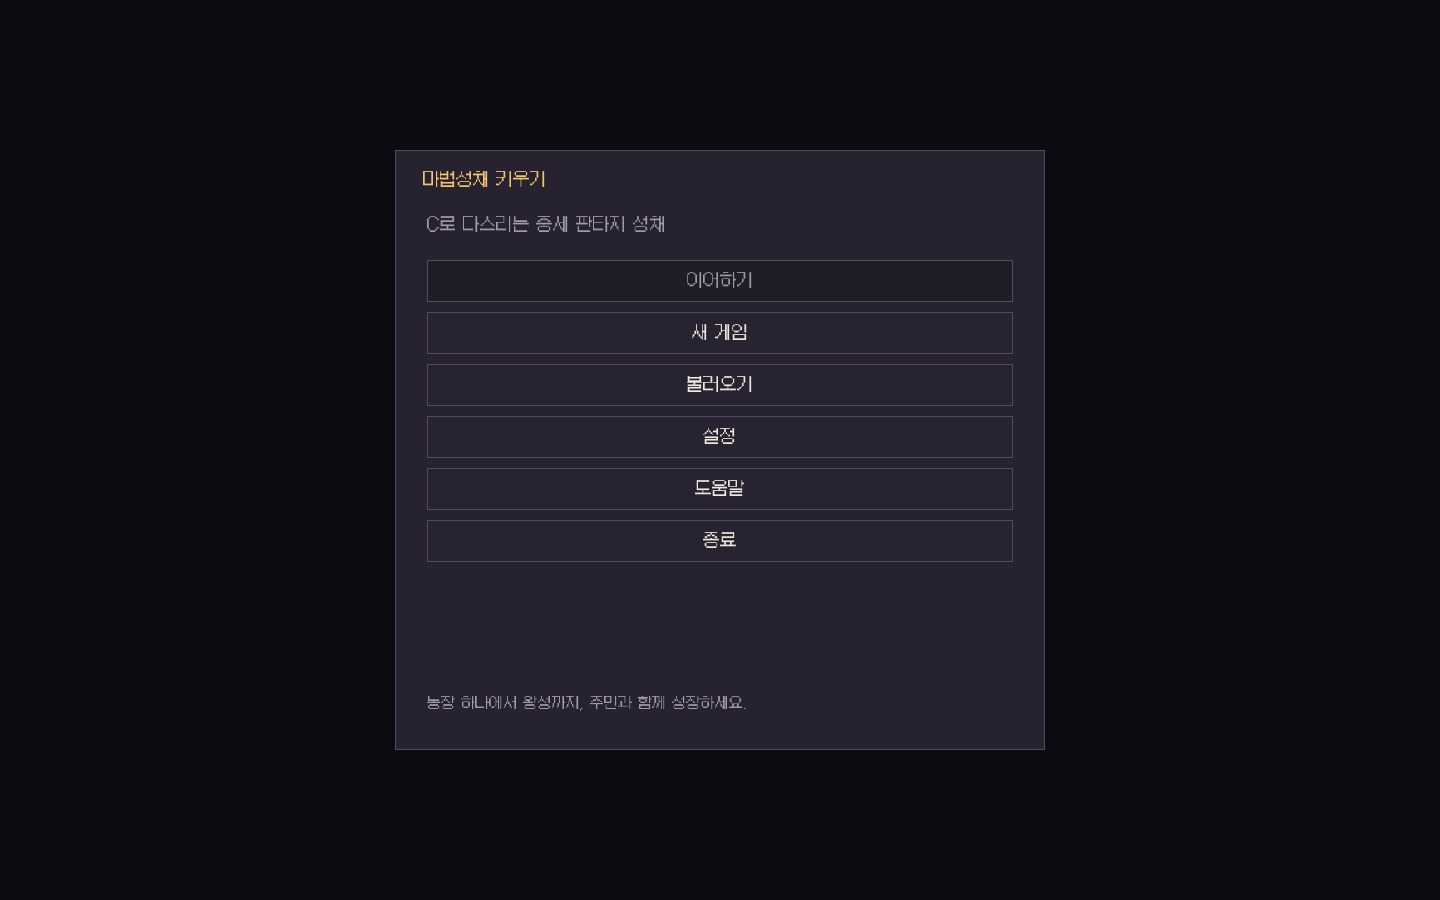 마법성채 키우기
C로 다스리는 중세 판타지 성채
이어하기
새 게임
불러오기
설정
도움말
종료
농장 하나에서 왕성까지, 주민과 함께 성장하세요.